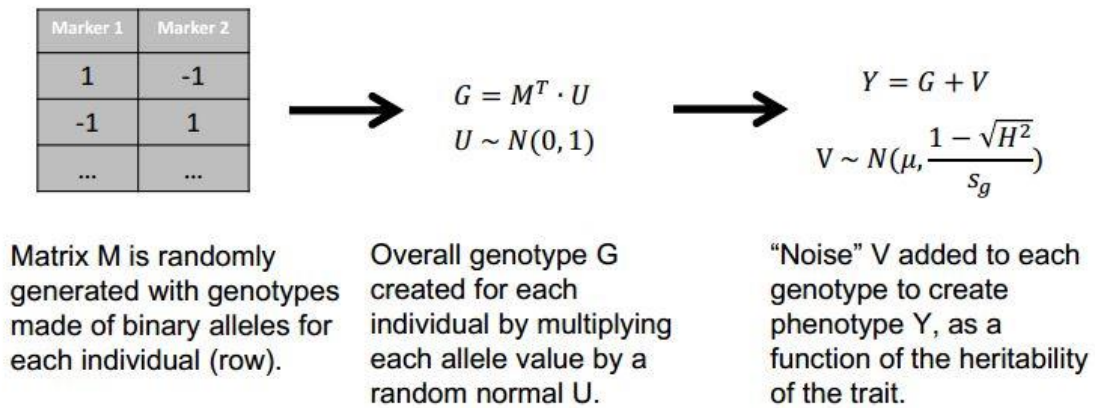 Marker 1 Marker 2
1 -1
-1 1
... ...
G = M^T · U
U ~ N(0, 1)
Y = G + V
V ~ N(μ, (1 − √H²)/s_g)
Matrix M is randomly
generated with genotypes
made of binary alleles for
each individual (row).
Overall genotype G
created for each
individual by multiplying
each allele value by a
random normal U.
“Noise” V added to each
genotype to create
phenotype Y, as a
function of the heritability
of the trait.